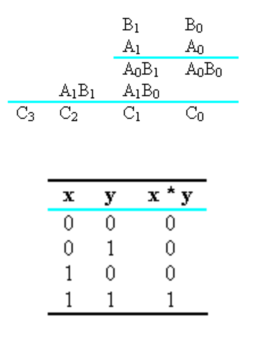 B₁ B₀
A₁ A₀
A₀B₁ A₀B₀
A₁B₁ A₁B₀
C₃ C₂ C₁ C₀
x y x * y
0 0 0
0 1 0
1 0 0
1 1 1